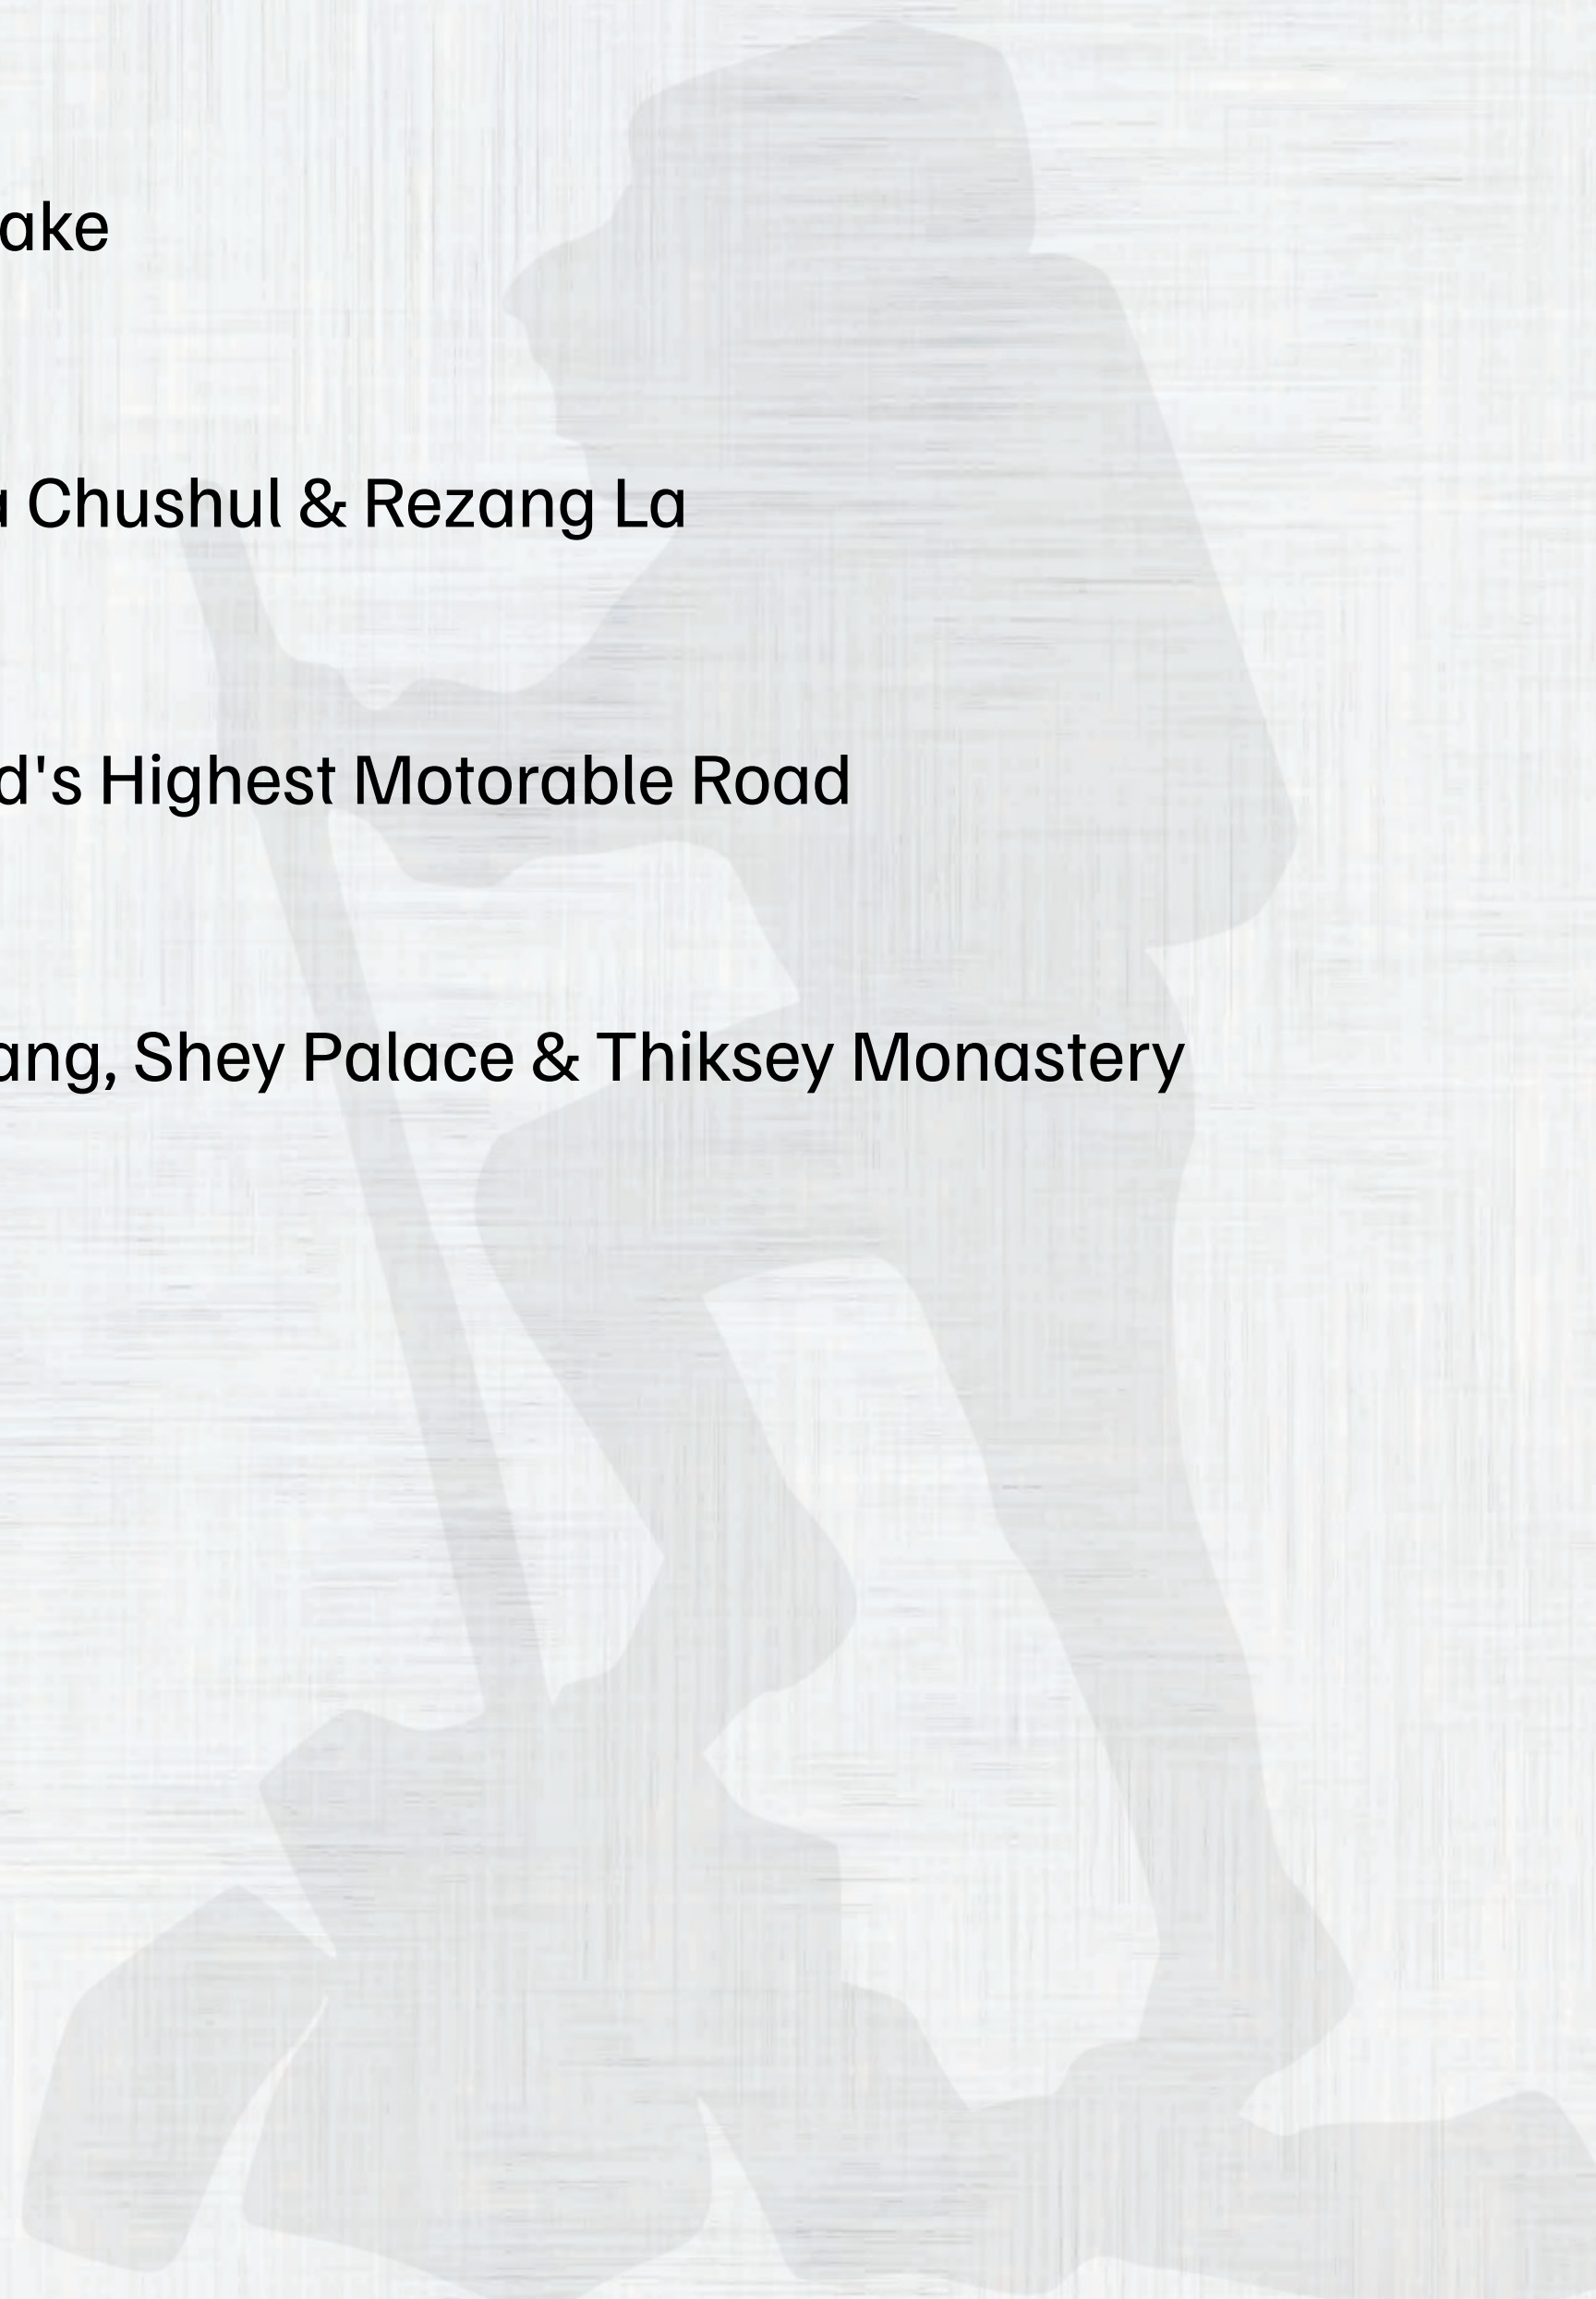 ake
a Chushul & Rezang La
d's Highest Motorable Road
ang, Shey Palace & Thiksey Monastery